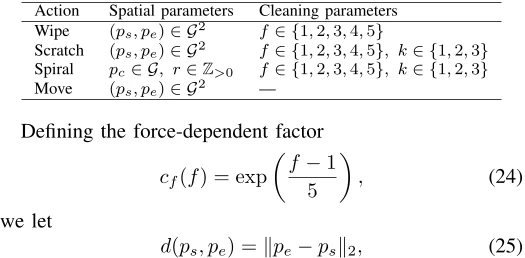 Action Spatial parameters Cleaning parameters
Wipe (p_s, p_e) ∈ 𝒢² f ∈ {1, 2, 3, 4, 5}
Scratch (p_s, p_e) ∈ 𝒢² f ∈ {1, 2, 3, 4, 5}, k ∈ {1, 2, 3}
Spiral p_c ∈ 𝒢, r ∈ ℤ_{>0} f ∈ {1, 2, 3, 4, 5}, k ∈ {1, 2, 3}
Move (p_s, p_e) ∈ 𝒢² —
Defining the force-dependent factor
c_f(f) = exp((f − 1)/5), (24)
we let
d(p_s, p_e) = ‖p_e − p_s‖₂, (25)